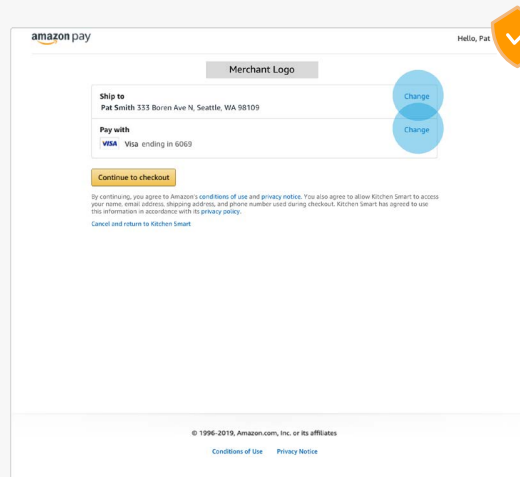 amazon pay
Hello, Pat
Merchant Logo
Ship to
Change
Pat Smith 333 Boren Ave N, Seattle, WA 98109
Pay with
Change
VISA Visa ending in 6069
Continue to checkout
By continuing, you agree to Amazon's conditions of use and privacy notice. You also agree to allow Kitchen Smart to access
your name, email address, shipping address, and phone number used during checkout. Kitchen Smart has agreed to use
this information in accordance with its privacy policy.
Cancel and return to Kitchen Smart
© 1996-2019, Amazon.com, Inc. or its affiliates
Conditions of Use Privacy Notice